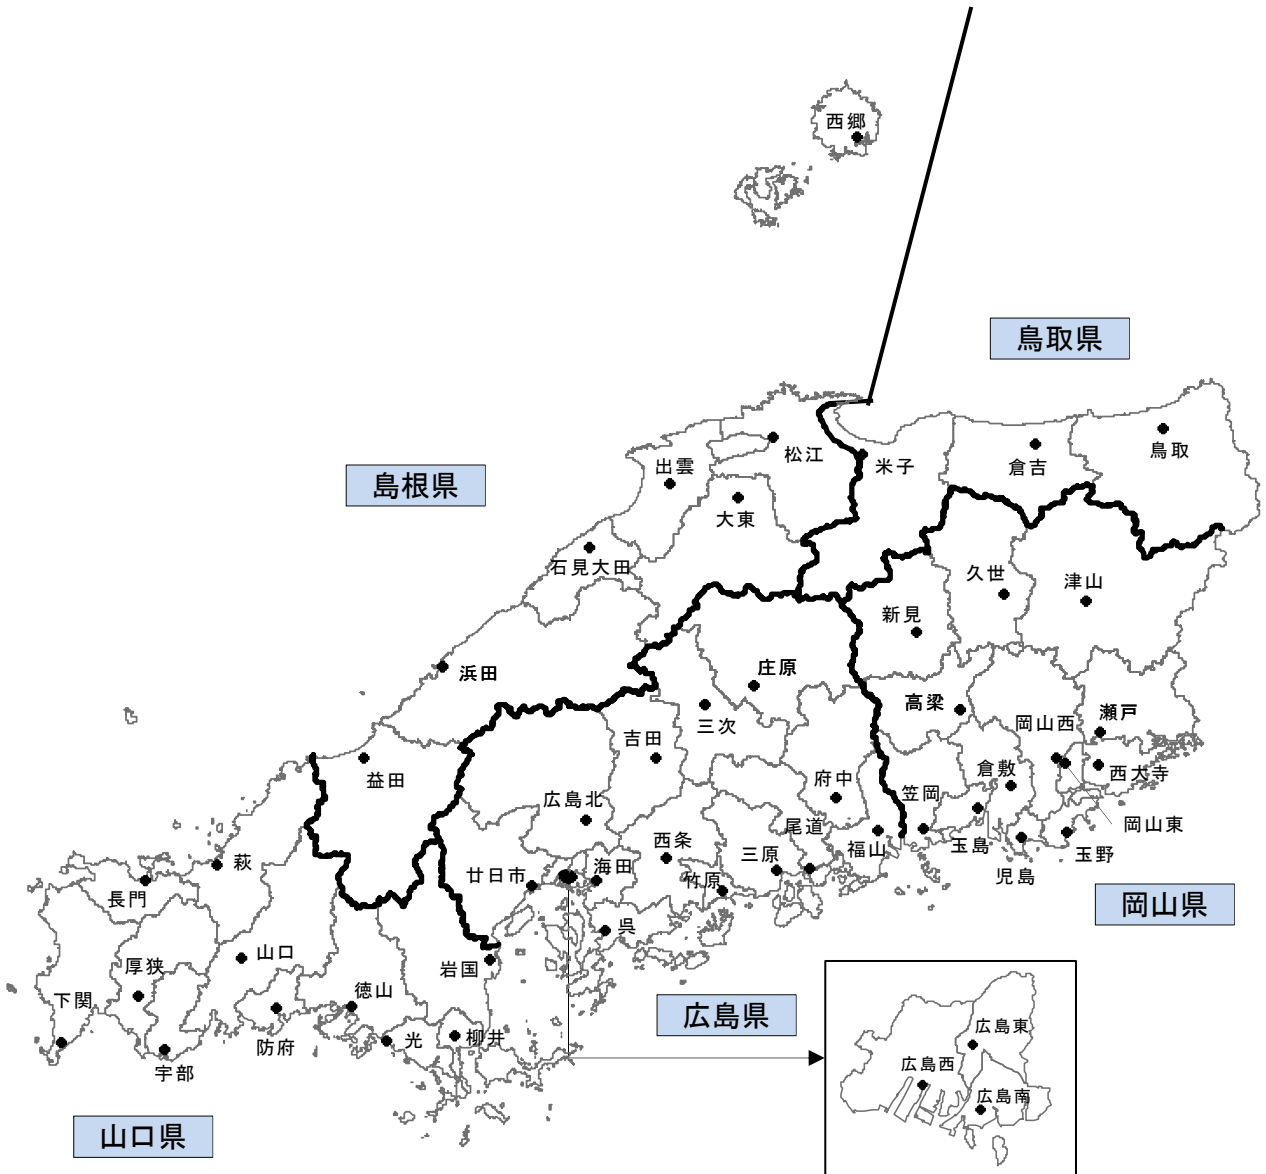 西郷
鳥取県
島根県
松江
米子
倉吉
鳥取
出雲
大東
石見大田
久世
津山
新見
浜田
庄原
高梁
三次
岡山西
瀬戸
吉田
益田
府中
笠岡
倉敷
西大寺
広島北
岡山東
尾道
福山
玉島
玉野
西条
三原
児島
萩
海田
廿日市
竹原
長門
岡山県
呉
山口
岩国
厚狭
徳山
下関
広島県
防府
光
柳井
宇部
広島東
広島西
広島南
山口県